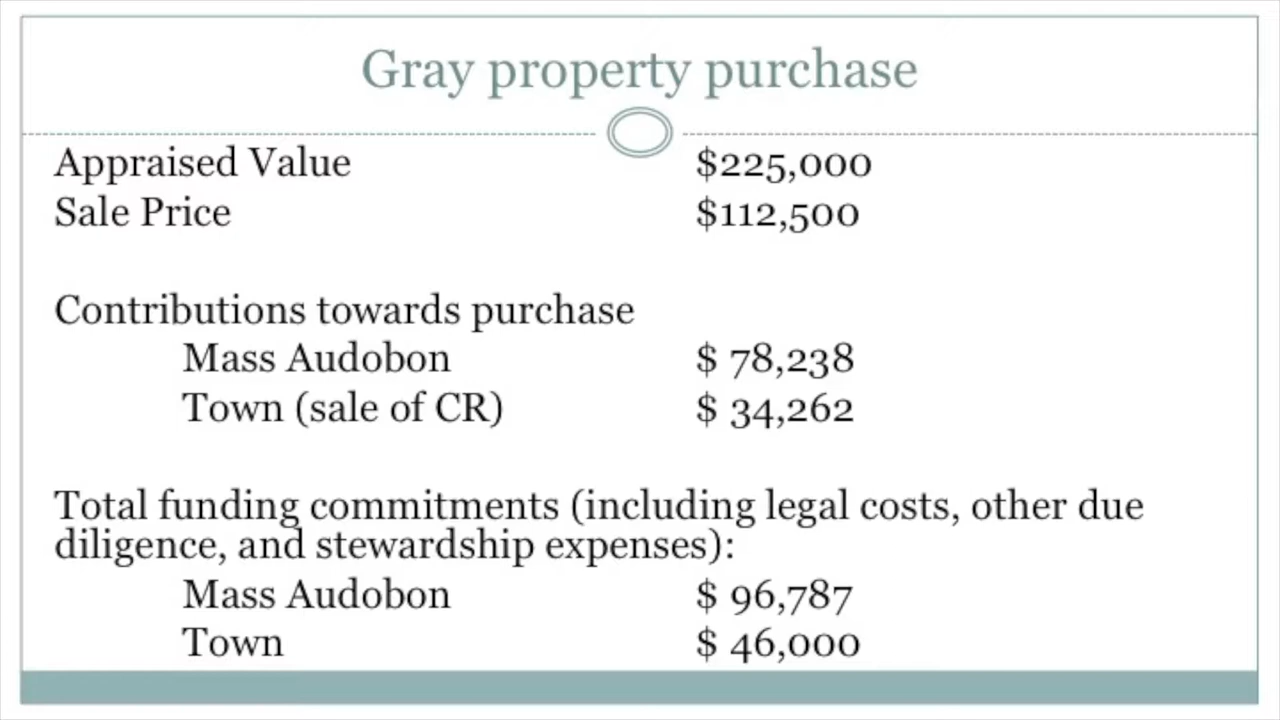 Gray property purchase
Appraised Value $225,000
Sale Price $112,500
Contributions towards purchase
Mass Audobon $ 78,238
Town (sale of CR) $ 34,262
Total funding commitments (including legal costs, other due
diligence, and stewardship expenses):
Mass Audobon $ 96,787
Town $ 46,000